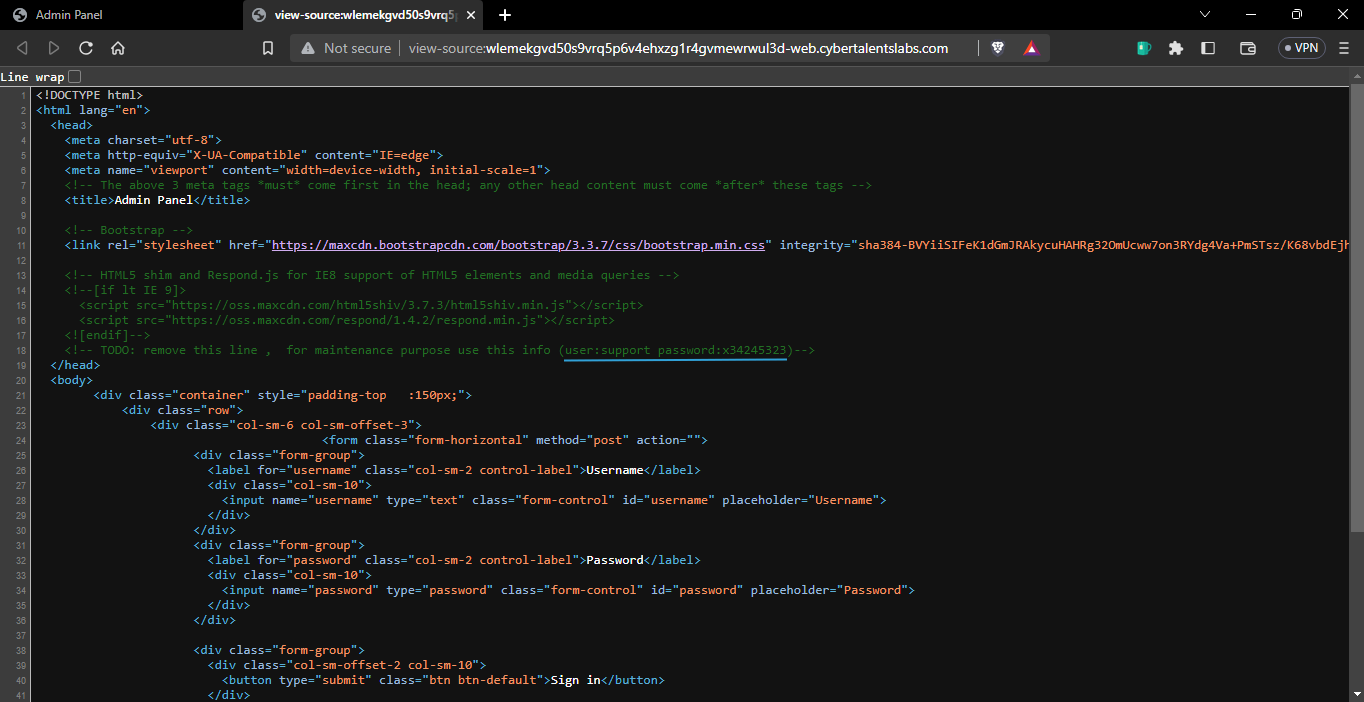 Admin Panel
view-source:wlemekgvd50s9vrq5p
Not secure
view-source:wlemekgvd50s9vrq5p6v4ehxzg1r4gvmewrwul3d-web.cybertalentslabs.com
VPN
Line wrap
1 <!DOCTYPE html>
2 <html lang="en">
3 <head>
4 <meta charset="utf-8">
5 <meta http-equiv="X-UA-Compatible" content="IE=edge">
6 <meta name="viewport" content="width=device-width, initial-scale=1">
7 <!-- The above 3 meta tags *must* come first in the head; any other head content must come *after* these tags -->
8 <title>Admin Panel</title>
9
10 <!-- Bootstrap -->
11 <link rel="stylesheet" href="https://maxcdn.bootstrapcdn.com/bootstrap/3.3.7/css/bootstrap.min.css" integrity="sha384-BVYiiSIFeK1dGmJRAkycuHAHRg32OmUcww7on3RYdg4Va+PmSTsz/K68vbdEjh
12
13 <!-- HTML5 shim and Respond.js for IE8 support of HTML5 elements and media queries -->
14 <!--[if lt IE 9]>
15 <script src="https://oss.maxcdn.com/html5shiv/3.7.3/html5shiv.min.js"></script>
16 <script src="https://oss.maxcdn.com/respond/1.4.2/respond.min.js"></script>
17 <![endif]-->
18 <!-- TODO: remove this line , for maintenance purpose use this info (user:support password:x34245323)-->
19 </head>
20 <body>
21 <div class="container" style="padding-top :150px;">
22 <div class="row">
23 <div class="col-sm-6 col-sm-offset-3">
24 <form class="form-horizontal" method="post" action="">
25 <div class="form-group">
26 <label for="username" class="col-sm-2 control-label">Username</label>
27 <div class="col-sm-10">
28 <input name="username" type="text" class="form-control" id="username" placeholder="Username">
29 </div>
30 </div>
31 <div class="form-group">
32 <label for="password" class="col-sm-2 control-label">Password</label>
33 <div class="col-sm-10">
34 <input name="password" type="password" class="form-control" id="password" placeholder="Password">
35 </div>
36 </div>
37
38 <div class="form-group">
39 <div class="col-sm-offset-2 col-sm-10">
40 <button type="submit" class="btn btn-default">Sign in</button>
41 </div>